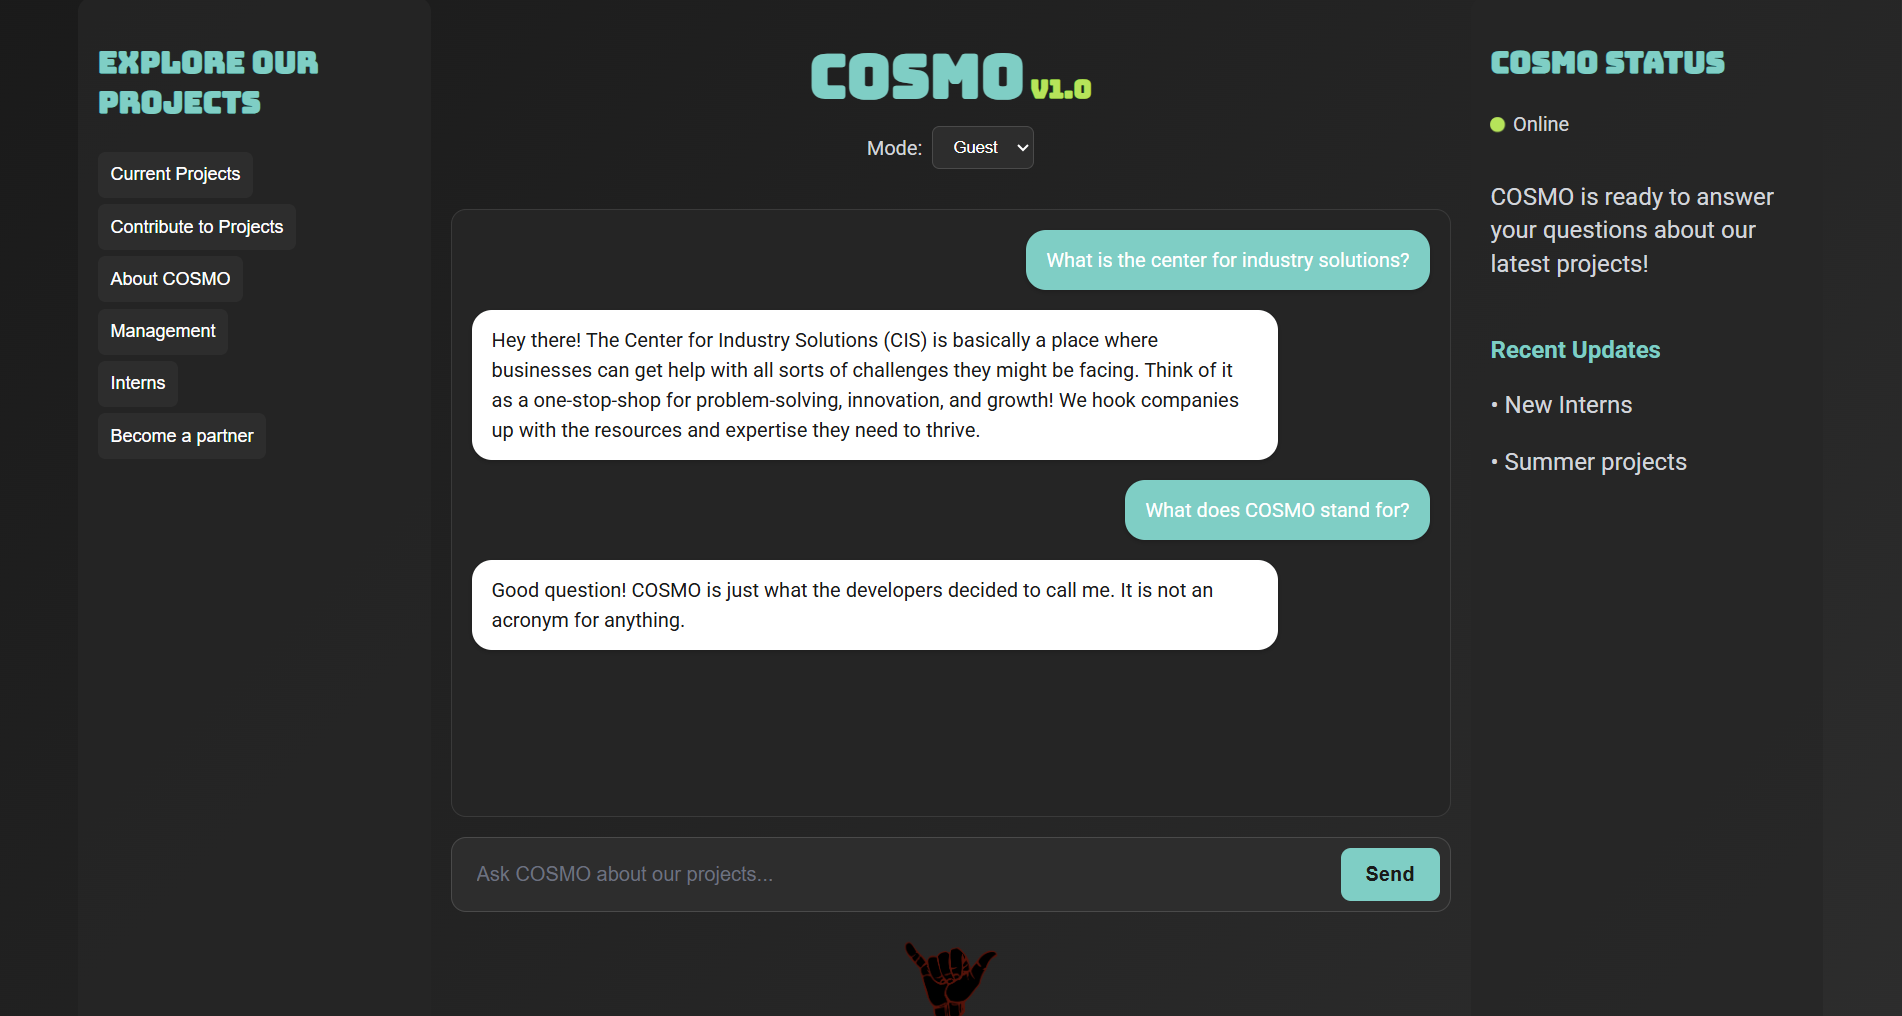 EXPLORE OUR
PROJECTS
Current Projects
Contribute to Projects
About COSMO
Management
Interns
Become a partner
COSMO V1.0
Mode: Guest
What is the center for industry solutions?
Hey there! The Center for Industry Solutions (CIS) is basically a place where
businesses can get help with all sorts of challenges they might be facing. Think of it
as a one-stop-shop for problem-solving, innovation, and growth! We hook companies
up with the resources and expertise they need to thrive.
What does COSMO stand for?
Good question! COSMO is just what the developers decided to call me. It is not an
acronym for anything.
Ask COSMO about our projects...
Send
COSMO STATUS
Online
COSMO is ready to answer
your questions about our
latest projects!
Recent Updates
• New Interns
• Summer projects